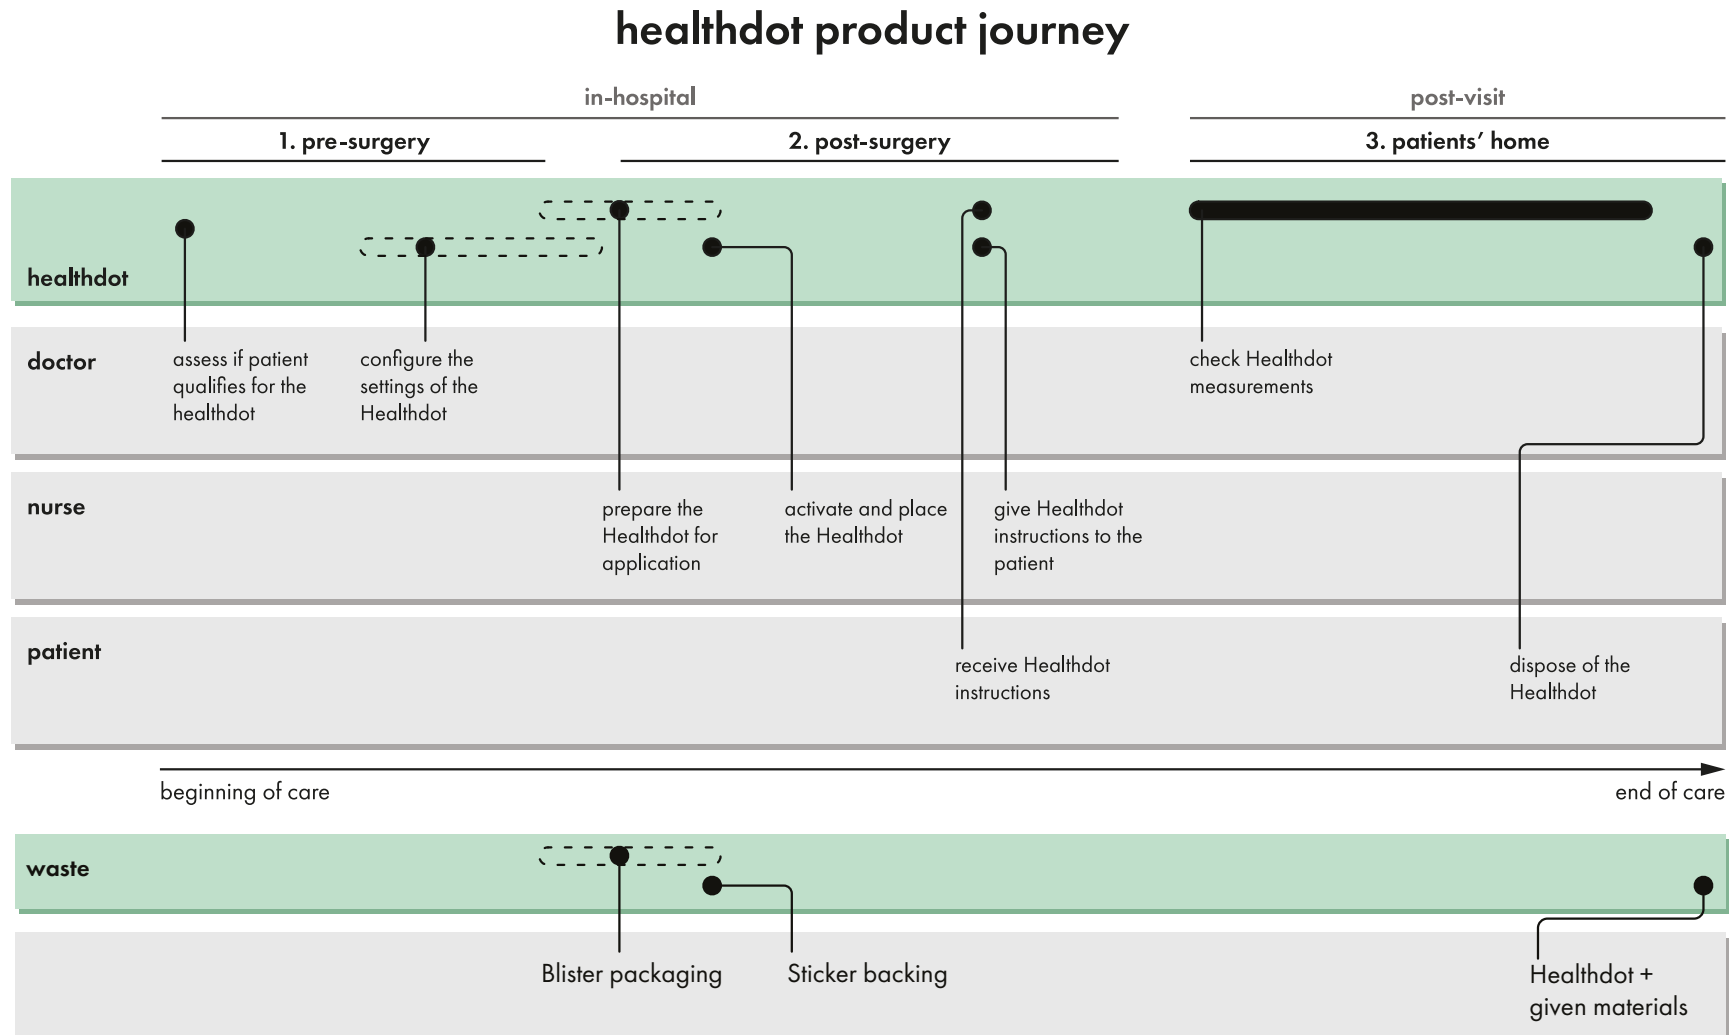 healthdot product journey
in-hospital
post-visit
1. pre-surgery
2. post-surgery
3. patients’ home
healthdot
doctor
assess if patient
qualifies for the
healthdot
configure the
settings of the
Healthdot
check Healthdot
measurements
nurse
prepare the
Healthdot for
application
activate and place
the Healthdot
give Healthdot
instructions to the
patient
patient
receive Healthdot
instructions
dispose of the
Healthdot
beginning of care
end of care
waste
Blister packaging
Sticker backing
Healthdot +
given materials